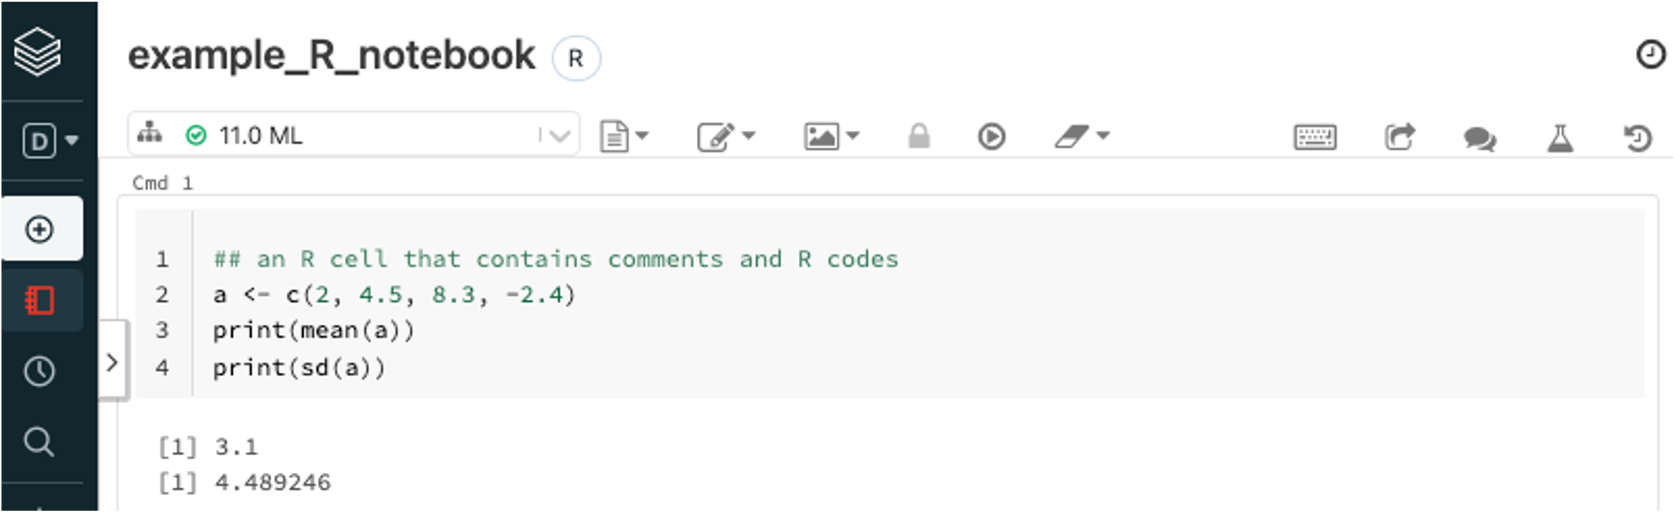 example_R_notebook R
D
11.0 ML
Cmd 1
1 ## an R cell that contains comments and R codes
2 a <- c(2, 4.5, 8.3, -2.4)
3 print(mean(a))
4 print(sd(a))
[1] 3.1
[1] 4.489246